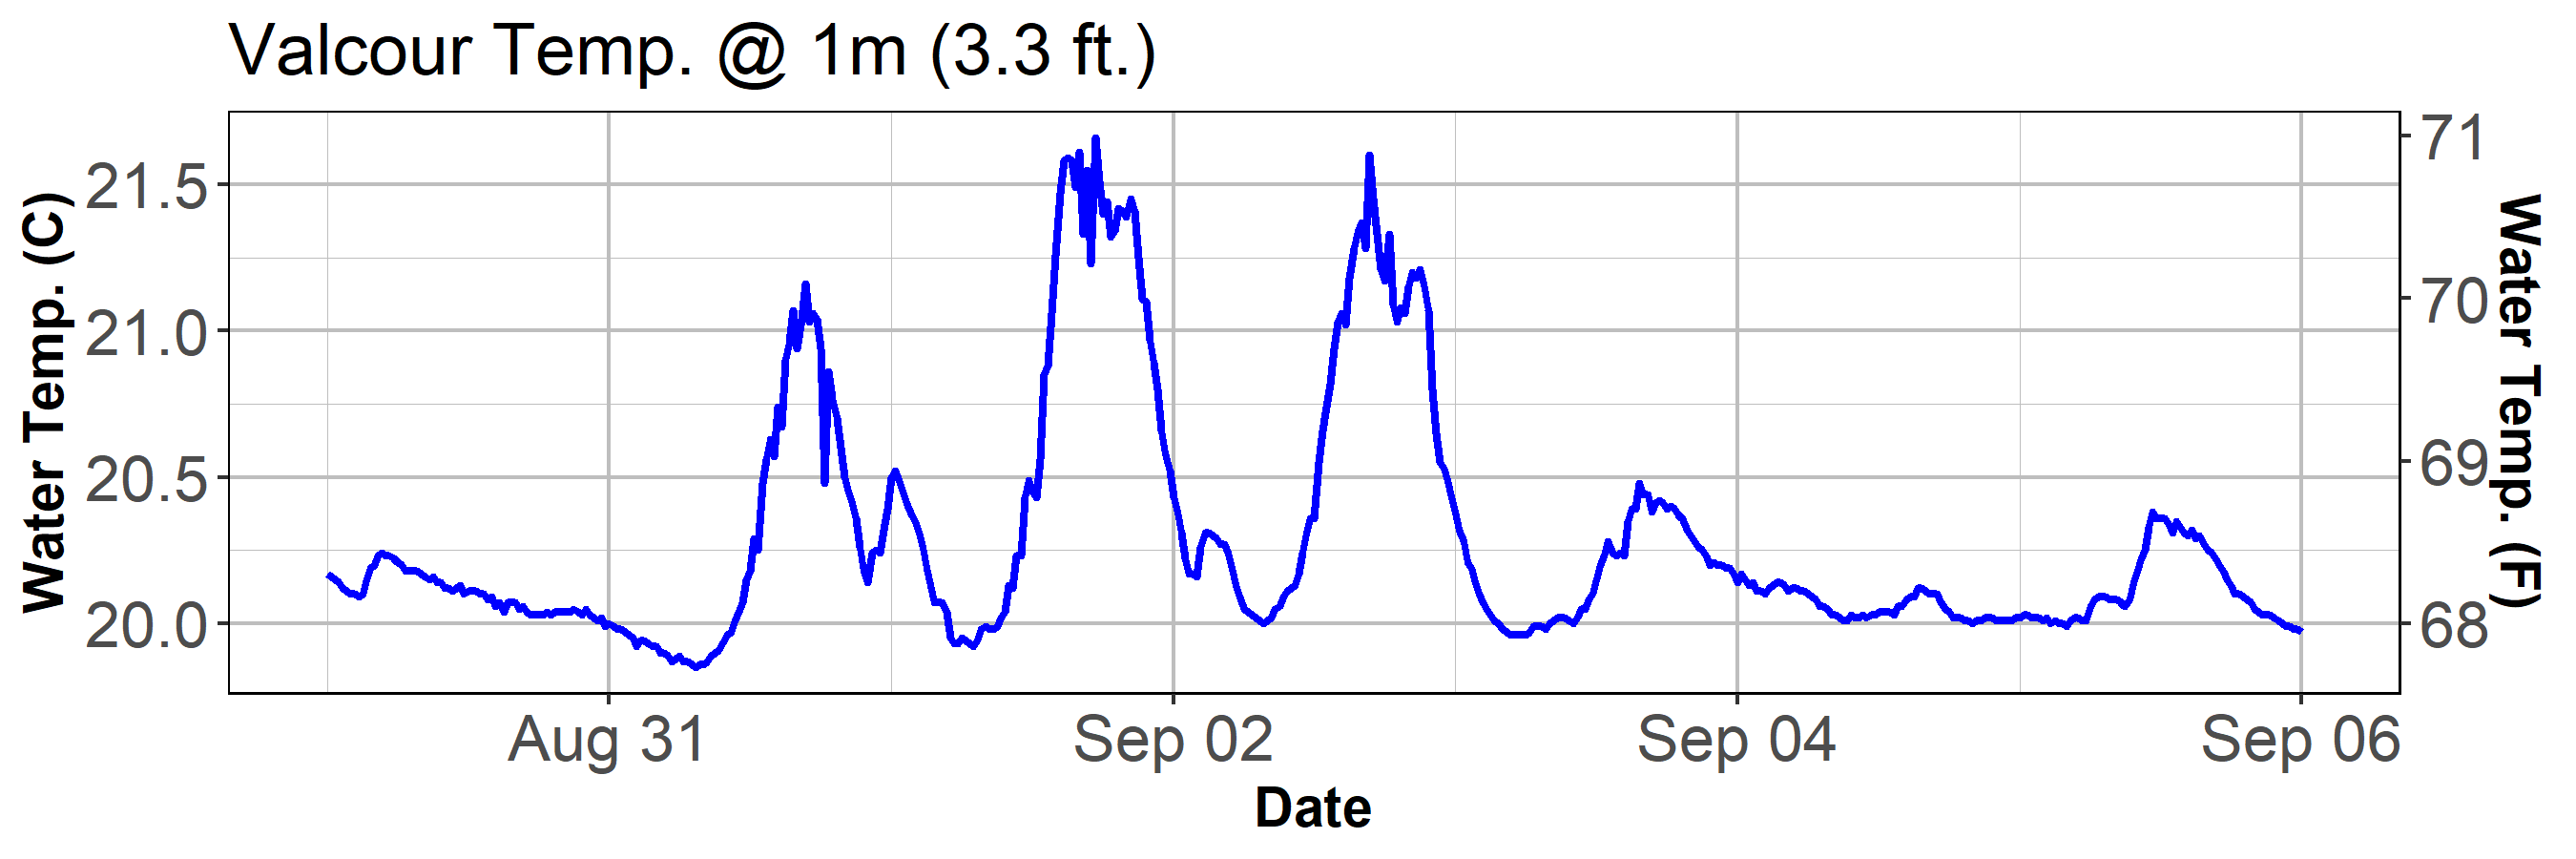 Valcour Temp. @ 1m (3.3 ft.)
Water Temp. (C)
21.5
21.0
20.5
20.0
71
70
69
68
Water Temp. (F)
Aug 31
Sep 02
Sep 04
Sep 06
Date